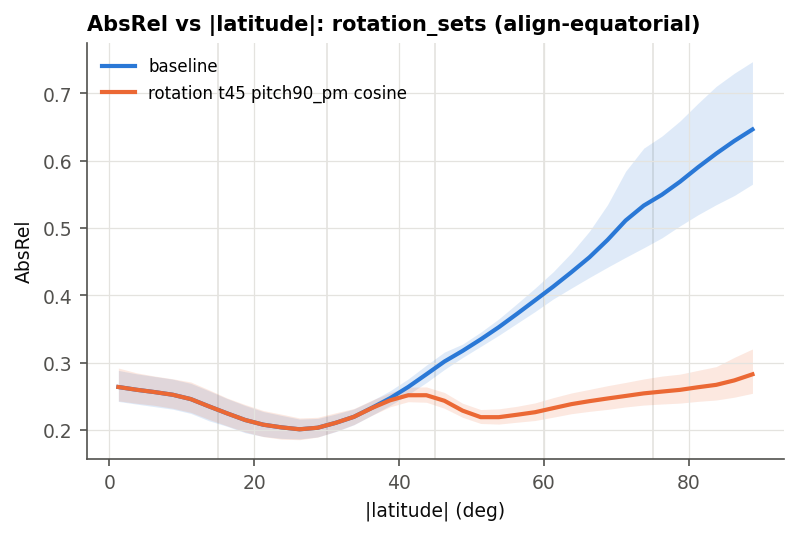 AbsRel vs |latitude|: rotation_sets (align-equatorial)
baseline
rotation t45 pitch90_pm cosine
AbsRel
0.7
0.6
0.5
0.4
0.3
0.2
0 20 40 60 80
|latitude| (deg)